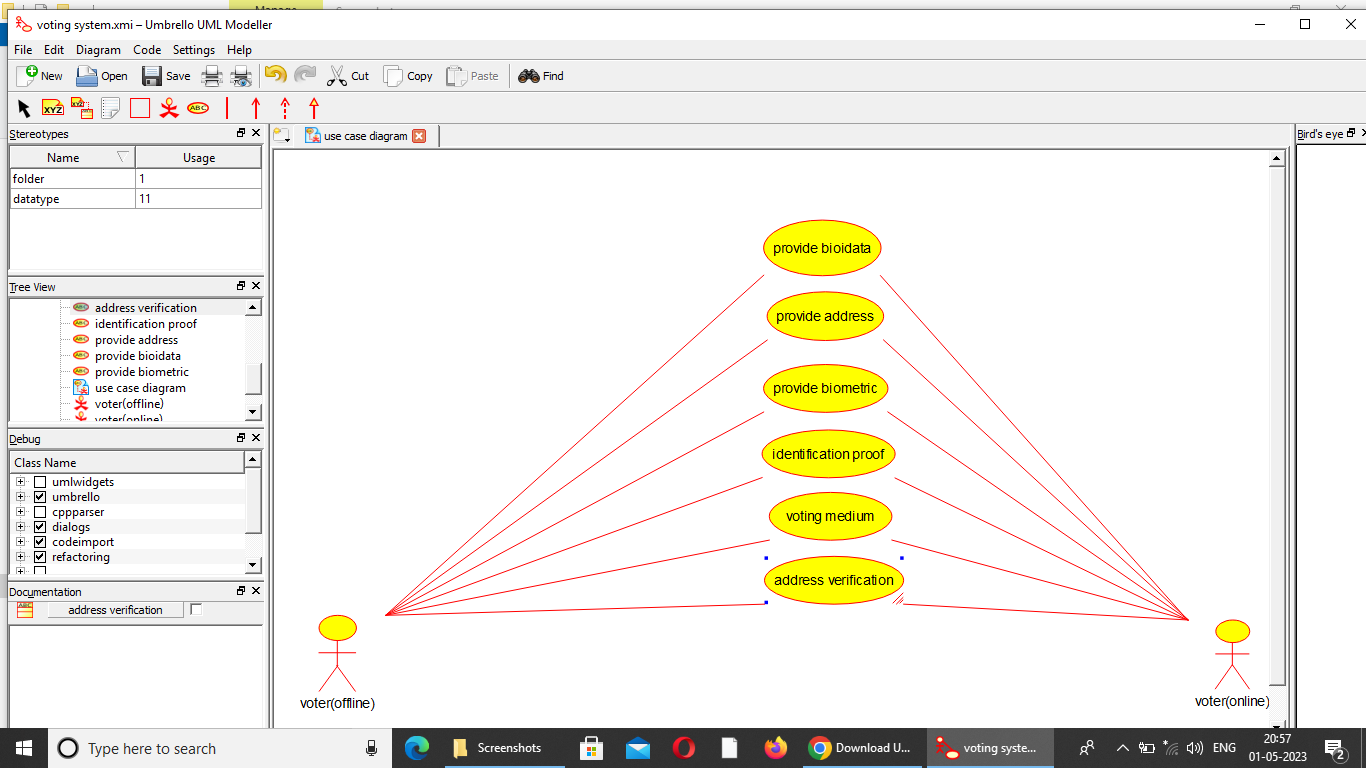 Manage
voting system.xmi – Umbrello UML Modeller
File Edit Diagram Code Settings Help
New Open Save Cut Copy Paste Find
XYZ XYZ ABC
Stereotypes
use case diagram
Bird's eye
Name Usage
folder 1
datatype 11
Tree View
address verification
identification proof
provide address
provide bioidata
provide biometric
use case diagram
voter(offline)
voter(online)
Debug
Class Name
umlwidgets
umbrello
cppparser
dialogs
codeimport
refactoring
Documentation
address verification
provide bioidata
provide address
provide biometric
identification proof
voting medium
address verification
voter(offline)
voter(online)
Type here to search
Screenshots
Download U...
voting syste...
ENG
20:57
01-05-2023
2